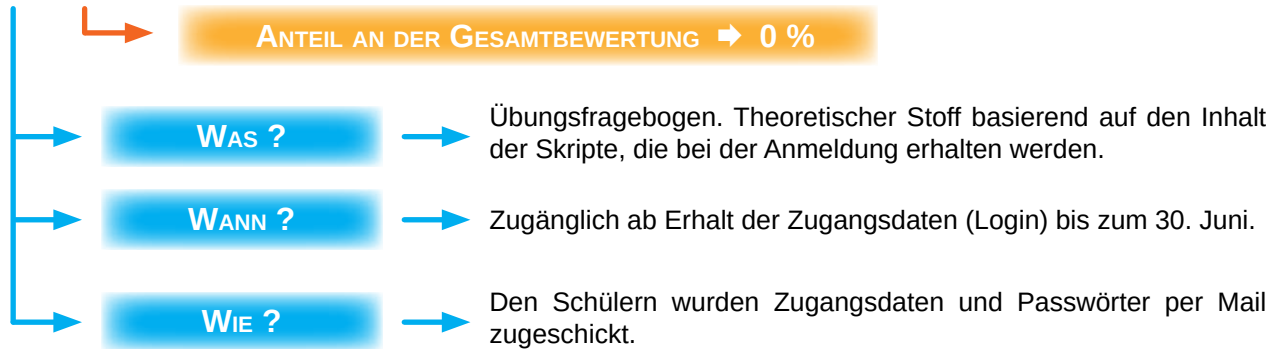 Anteil an der Gesamtbewertung ➨ 0 %
Was ?
Übungsfragebogen. Theoretischer Stoff basierend auf den Inhalt
der Skripte, die bei der Anmeldung erhalten werden.
Wann ?
Zugänglich ab Erhalt der Zugangsdaten (Login) bis zum 30. Juni.
Wie ?
Den Schülern wurden Zugangsdaten und Passwörter per Mail
zugeschickt.